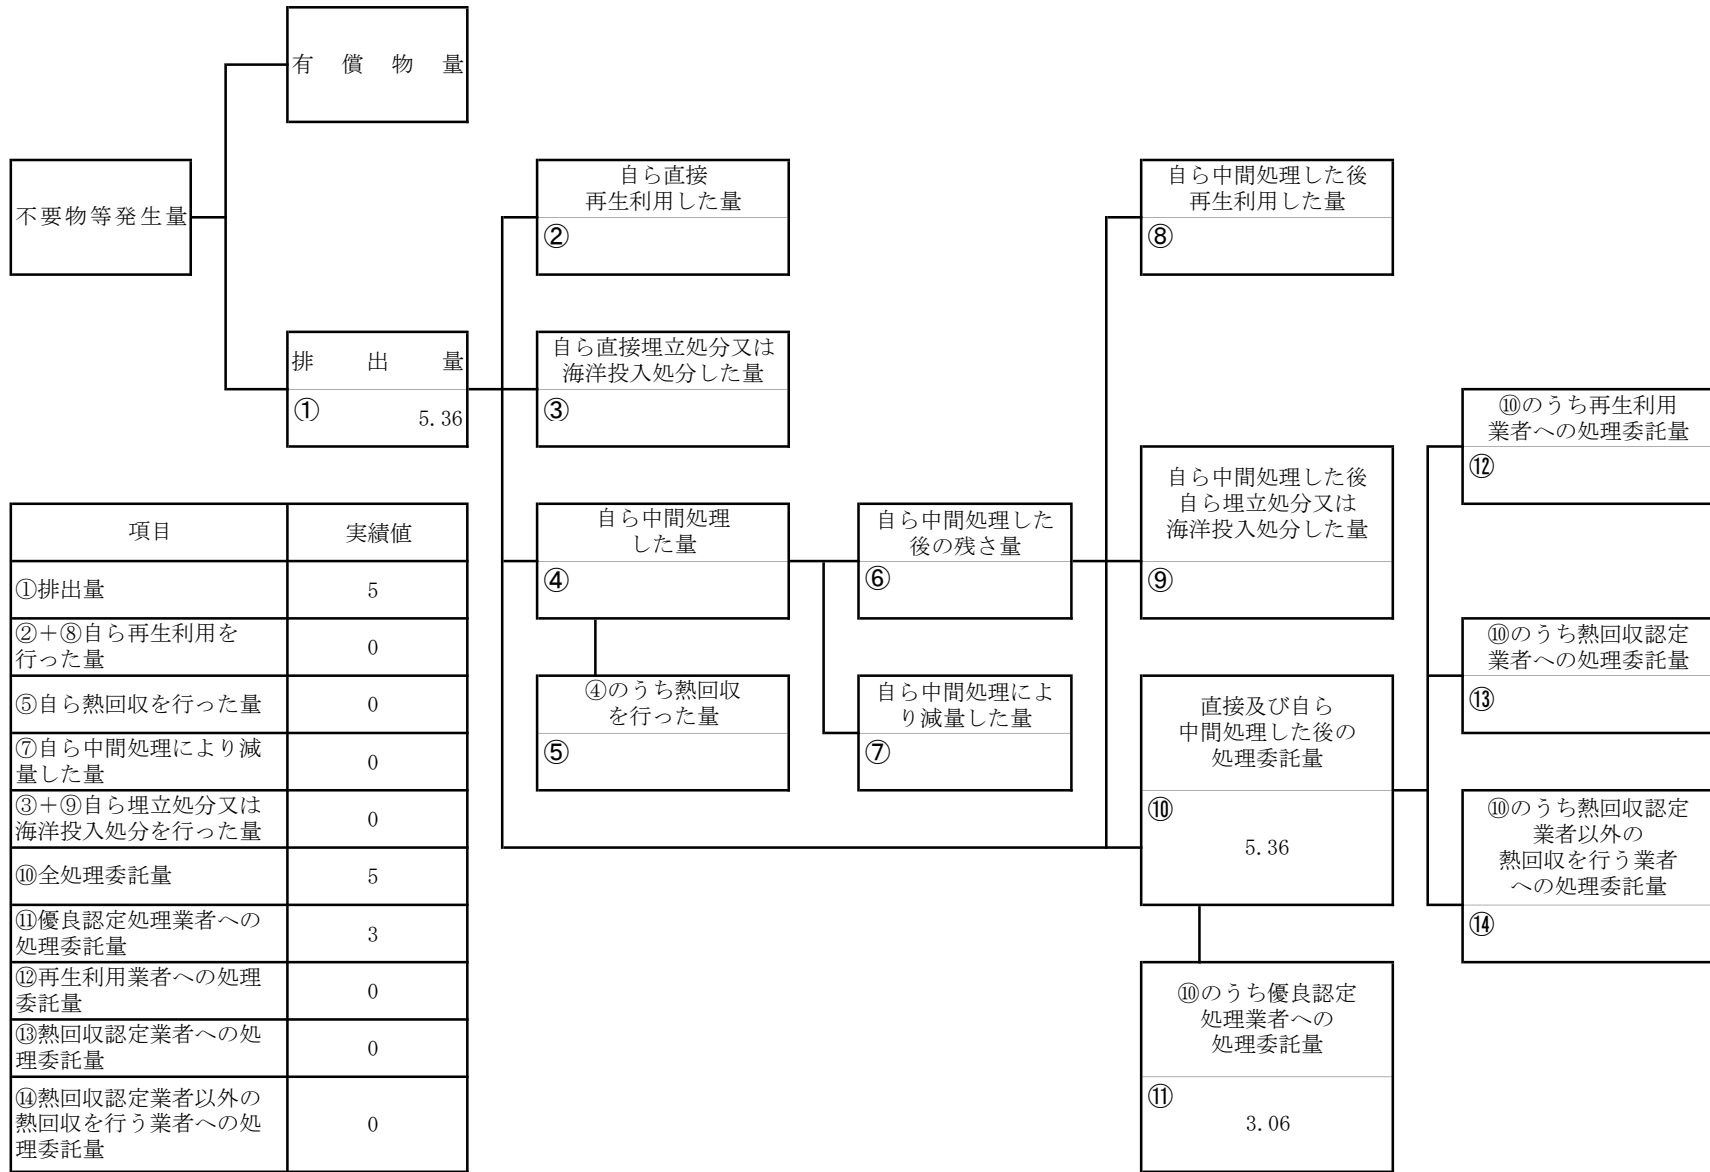 有償物量
不要物等発生量
排出量
①
5.36
自ら直接
再生利用した量
②
自ら直接埋立処分又は
海洋投入処分した量
③
自ら中間処理
した量
④
④のうち熱回収
を行った量
⑤
自ら中間処理した
後の残さ量
⑥
自ら中間処理によ
り減量した量
⑦
自ら中間処理した後
再生利用した量
⑧
自ら中間処理した後
自ら埋立処分又は
海洋投入処分した量
⑨
直接及び自ら
中間処理した後の
処理委託量
⑩
5.36
⑩のうち優良認定
処理業者への
処理委託量
⑪
3.06
⑩のうち再生利用
業者への処理委託量
⑫
⑩のうち熱回収認定
業者への処理委託量
⑬
⑩のうち熱回収認定
業者以外の
熱回収を行う業者
への処理委託量
⑭
項目 実績値
①排出量 5
②+⑧自ら再生利用を
行った量 0
⑤自ら熱回収を行った量 0
⑦自ら中間処理により減
量した量 0
③+⑨自ら埋立処分又は
海洋投入処分を行った量 0
⑩全処理委託量 5
⑪優良認定処理業者への
処理委託量 3
⑫再生利用業者への処理
委託量 0
⑬熱回収認定業者への処
理委託量 0
⑭熱回収認定業者以外の
熱回収を行う業者への処
理委託量 0